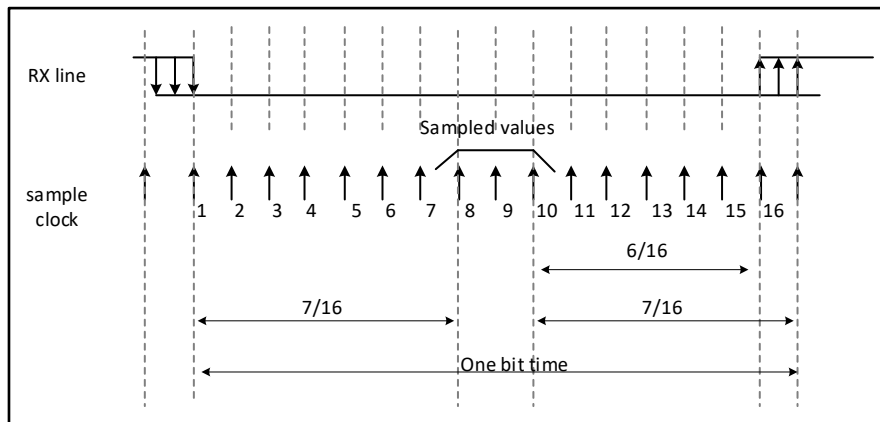 RX line
Sampled values
sample
clock
1 2 3 4 5 6 7 8 9 10 11 12 13 14 15 16
6/16
7/16 7/16
One bit time